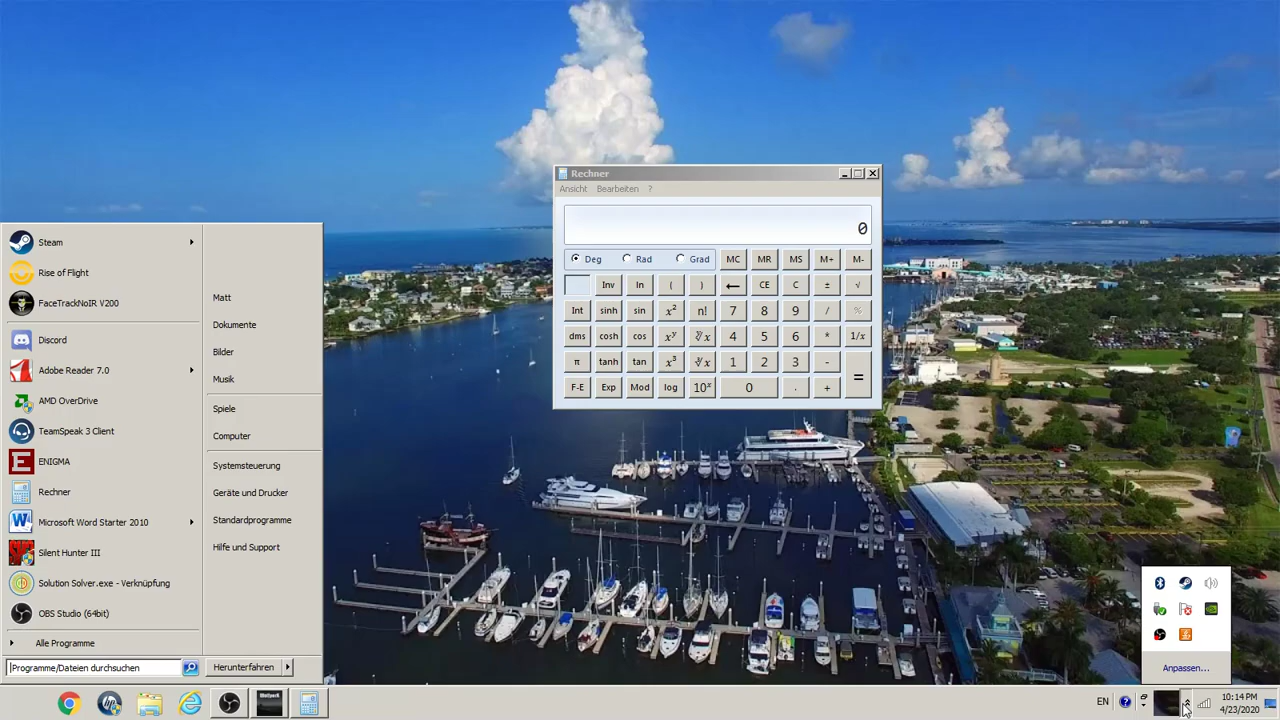 Rechner
Ansicht Bearbeiten ?
0
Deg Rad Grad MC MR MS M+ M-
Inv ln ( ) ← CE C ± √
Int sinh sin x² n! 7 8 9 / %
dms cosh cos xʸ ʸ√x 4 5 6 * 1/x
π tanh tan x³ ³√x 1 2 3 - =
F-E Exp Mod log 10ˣ 0 . +
Steam
Rise of Flight
FaceTrackNoIR V200
Discord
Adobe Reader 7.0
AMD OverDrive
TeamSpeak 3 Client
ENIGMA
Rechner
Microsoft Word Starter 2010
Silent Hunter III
Solution Solver.exe - Verknüpfung
OBS Studio (64bit)
Alle Programme
Programme/Dateien durchsuchen
Matt
Dokumente
Bilder
Musik
Spiele
Computer
Systemsteuerung
Geräte und Drucker
Standardprogramme
Hilfe und Support
Herunterfahren
Anpassen...
EN
10:14 PM
4/23/2020